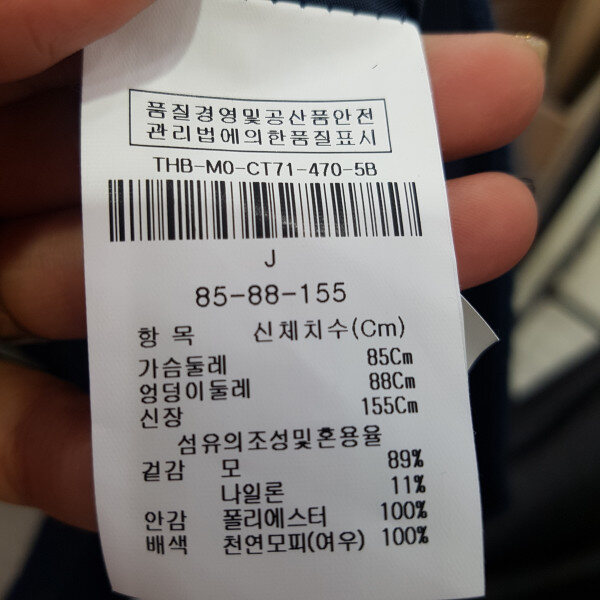 품질경영및공산품안전
관리법에의한품질표시
THB-MO-CT71-470-5B
J
85-88-155
항 목 신체치수(Cm)
가슴둘레 85Cm
엉덩이둘레 88Cm
신장 155Cm
섬유의조성및혼용율
겉감 모 89%
나일론 11%
안감 폴리에스터 100%
배색 천연모피(여우) 100%